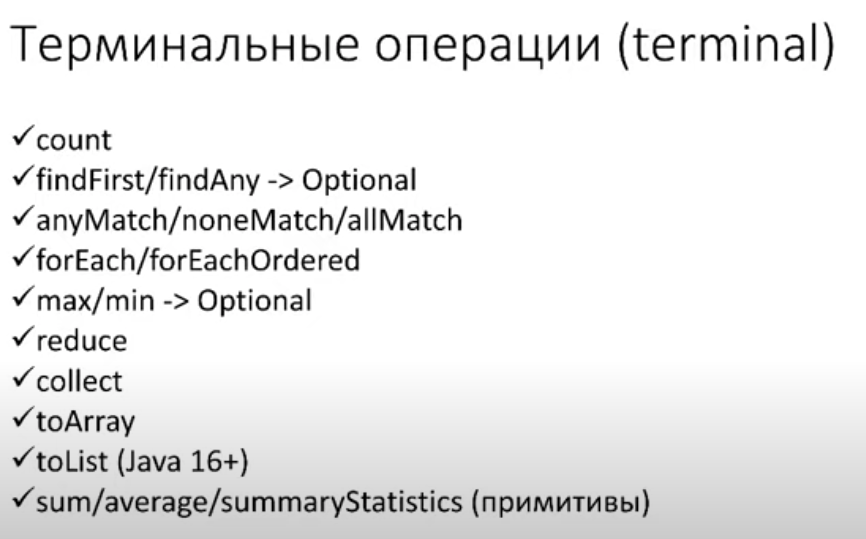 Терминальные операции (terminal)
✓count
✓findFirst/findAny -> Optional
✓anyMatch/noneMatch/allMatch
✓forEach/forEachOrdered
✓max/min -> Optional
✓reduce
✓collect
✓toArray
✓toList (Java 16+)
✓sum/average/summaryStatistics (примитивы)